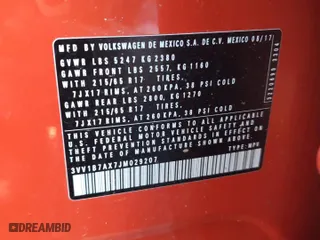 MFD BY VOLKSWAGEN DE MEXICO S.A. DE C.V. MEXICO 08/17
GVWR LBS 5247 KG 2380
GAWR FRONT LBS 2557, KG 1160
WITH 215/65 R17 TIRES,
7JX17 RIMS, AT 260 KPA, 38 PSI COLD
GAWR REAR LBS 2800, KG 1270
WITH 215/65 R17 TIRES,
7JX17 RIMS, AT 260 KPA, 38 PSI COLD
THIS VEHICLE CONFORMS TO ALL APPLICABLE
FEDERAL MOTOR VEHICLE SAFETY AND
THEFT PREVENTION STANDARDS IN EFFECT ON
THE DATE OF MANUFACTURE SHOWN ABOVE.
TYPE: MPV
DREAMBID